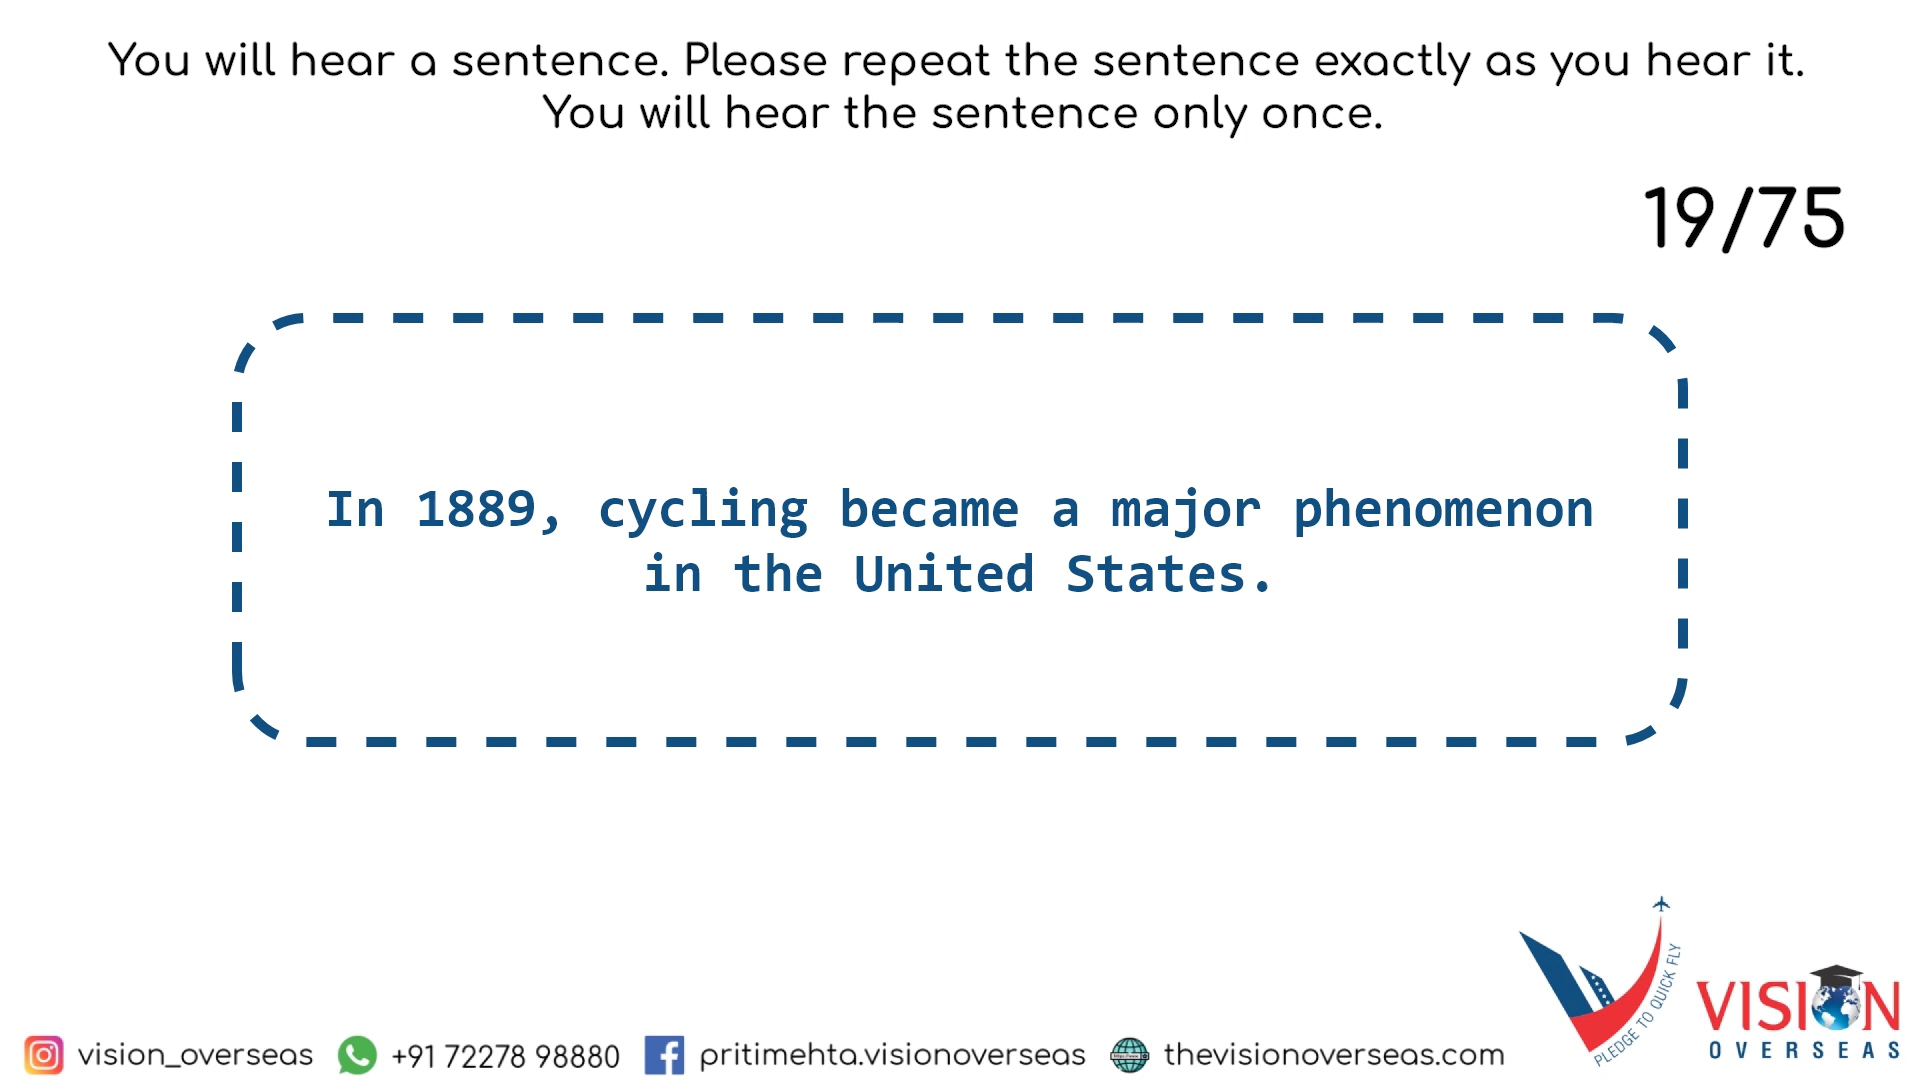 You will hear a sentence. Please repeat the sentence exactly as you hear it.
You will hear the sentence only once.
19/75
In 1889, cycling became a major phenomenon
in the United States.
PLEDGE TO QUICK FLY
VISION
OVERSEAS
vision_overseas
+91 72278 98880
pritimehta.visionoverseas
thevisionoverseas.com